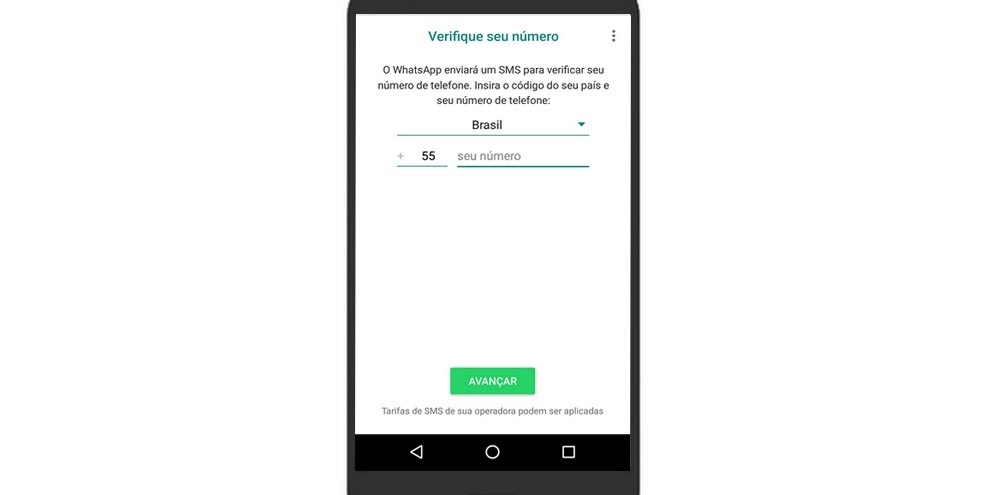 Verifique seu número
O WhatsApp enviará um SMS para verificar seu
número de telefone. Insira o código do seu país e
seu número de telefone:
Brasil
+ 55 seu número
AVANÇAR
Tarifas de SMS de sua operadora podem ser aplicadas